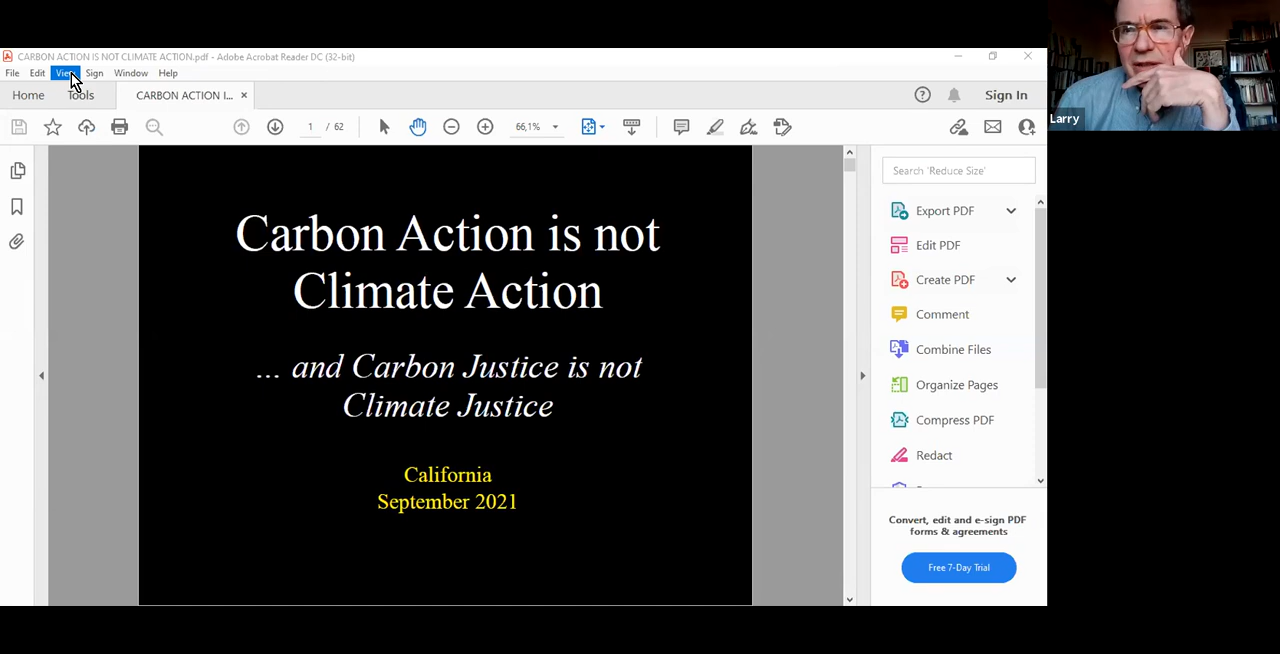 CARBON ACTION IS NOT CLIMATE ACTION.pdf - Adobe Acrobat Reader DC (32-bit)
File Edit View Sign Window Help
Home Tools CARBON ACTION I... × Sign In
1 / 62 66,1%
Larry
Search 'Reduce Size'
Carbon Action is not
Climate Action
... and Carbon Justice is not
Climate Justice
California
September 2021
Export PDF
Edit PDF
Create PDF
Comment
Combine Files
Organize Pages
Compress PDF
Redact
Convert, edit and e-sign PDF
forms & agreements
Free 7-Day Trial